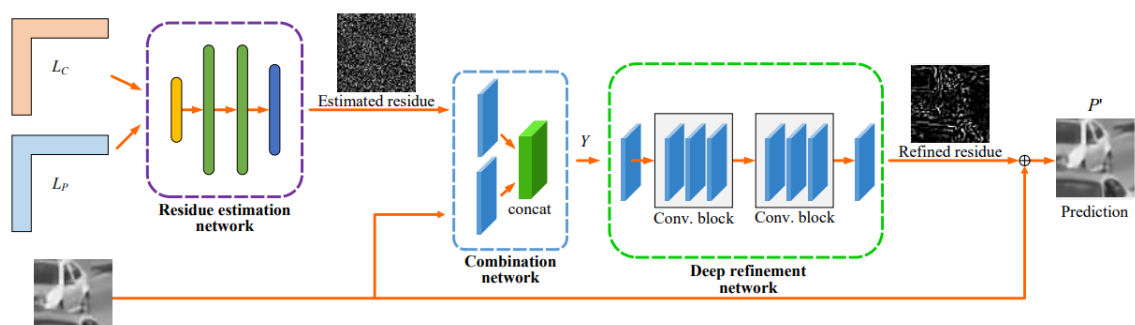 L_C
L_P
Residue estimation
network
Estimated residue
concat
Combination
network
Y
Conv. block
Conv. block
Deep refinement
network
Refined residue
P'
Prediction